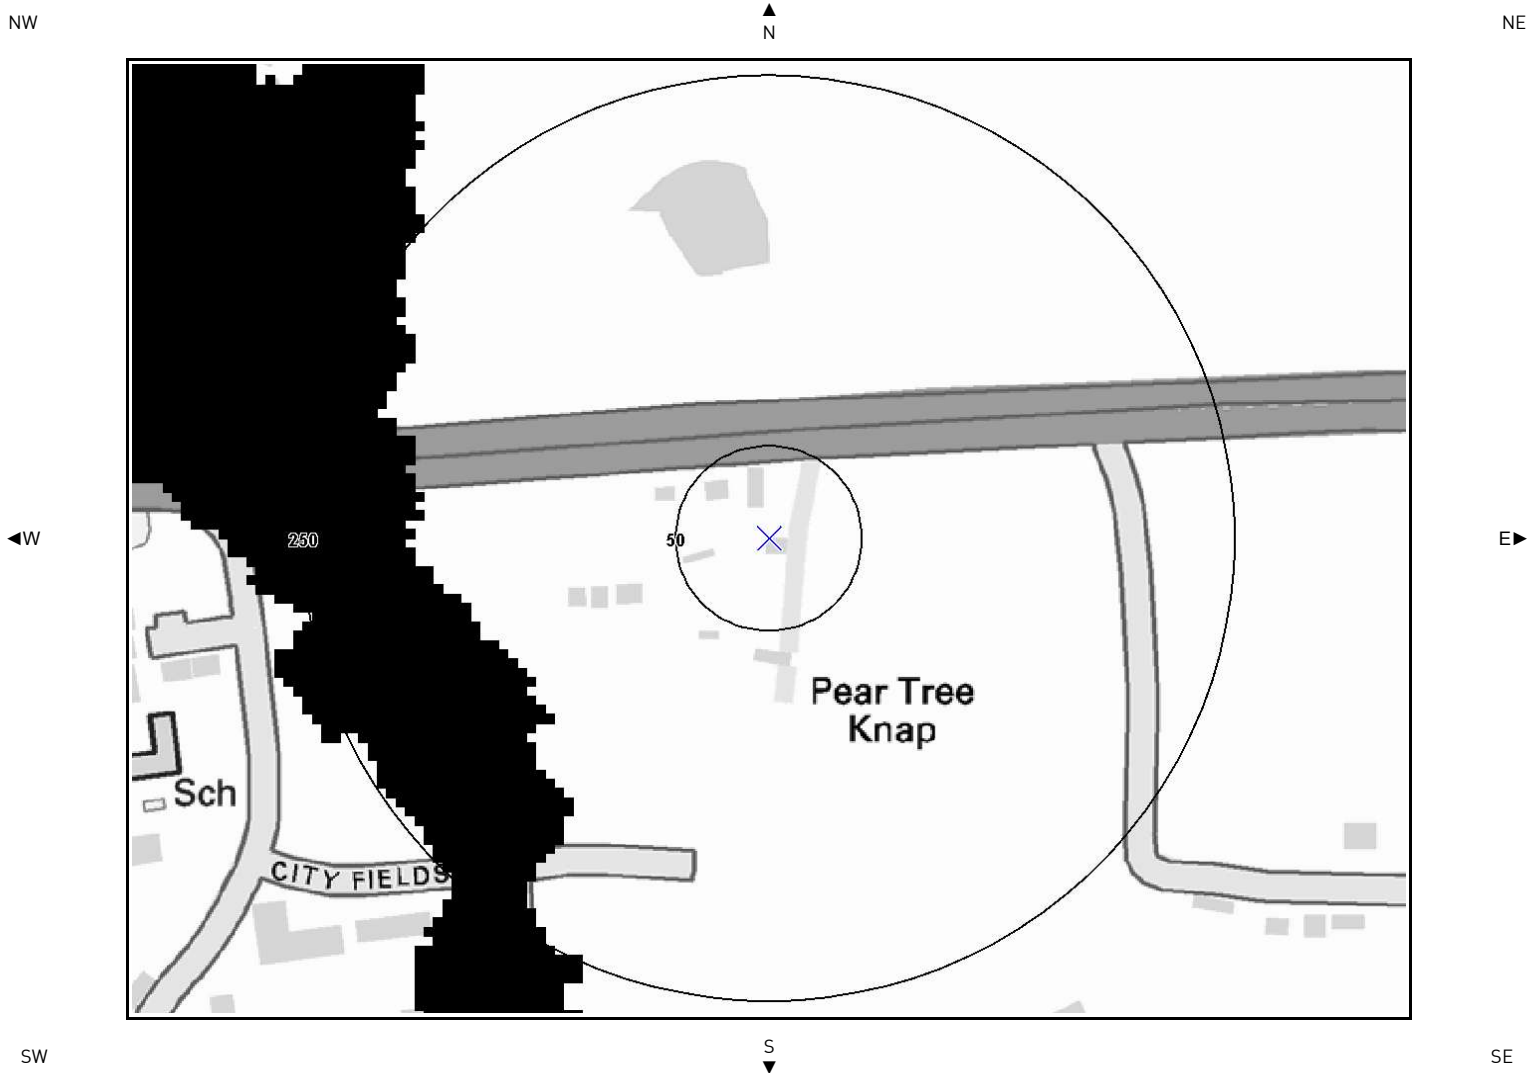 NW
▲
N
NE
◄W
250
50
E►
Pear Tree
Knap
Sch
CITY FIELDS
SW
S
▼
SE